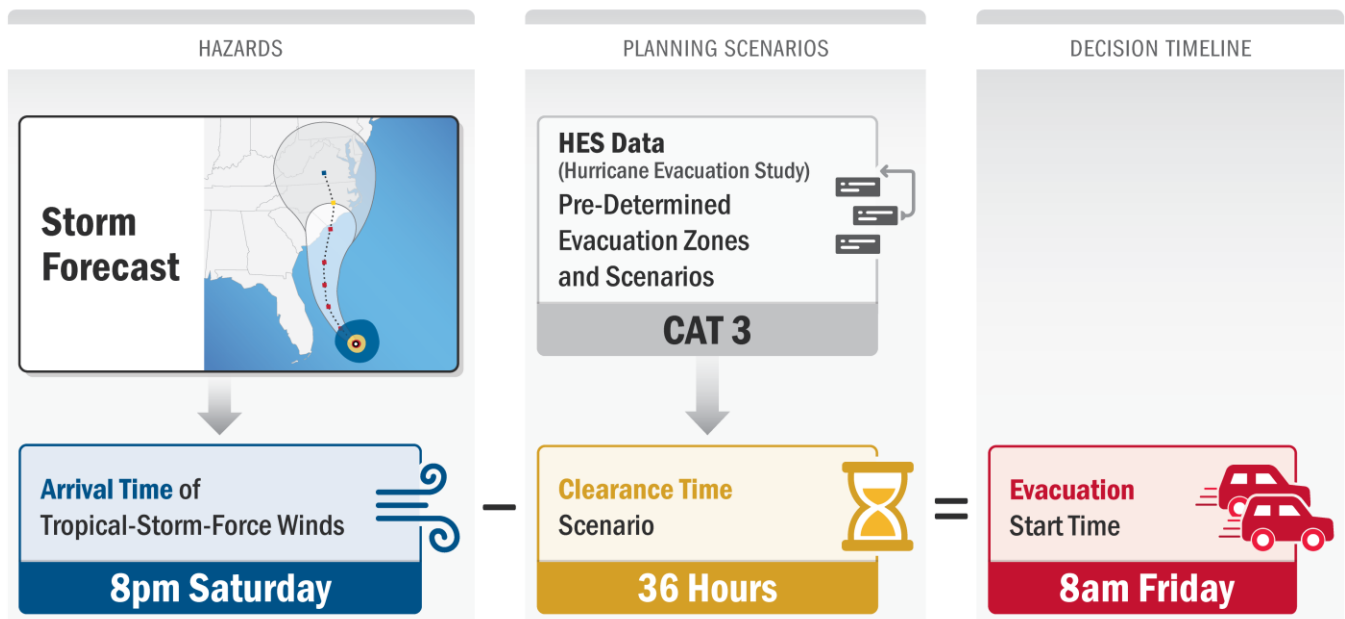 HAZARDS
Storm
Forecast
Arrival Time of
Tropical-Storm-Force Winds
8pm Saturday
–
PLANNING SCENARIOS
HES Data
(Hurricane Evacuation Study)
Pre-Determined
Evacuation Zones
and Scenarios
CAT 3
Clearance Time
Scenario
36 Hours
=
DECISION TIMELINE
Evacuation
Start Time
8am Friday